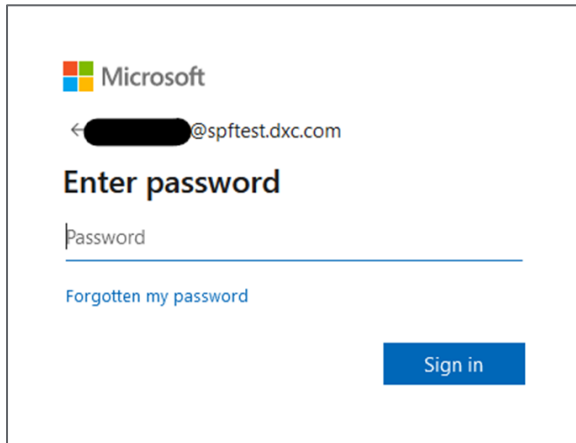 Microsoft
@spftest.dxc.com
Enter password
Password
Forgotten my password
Sign in